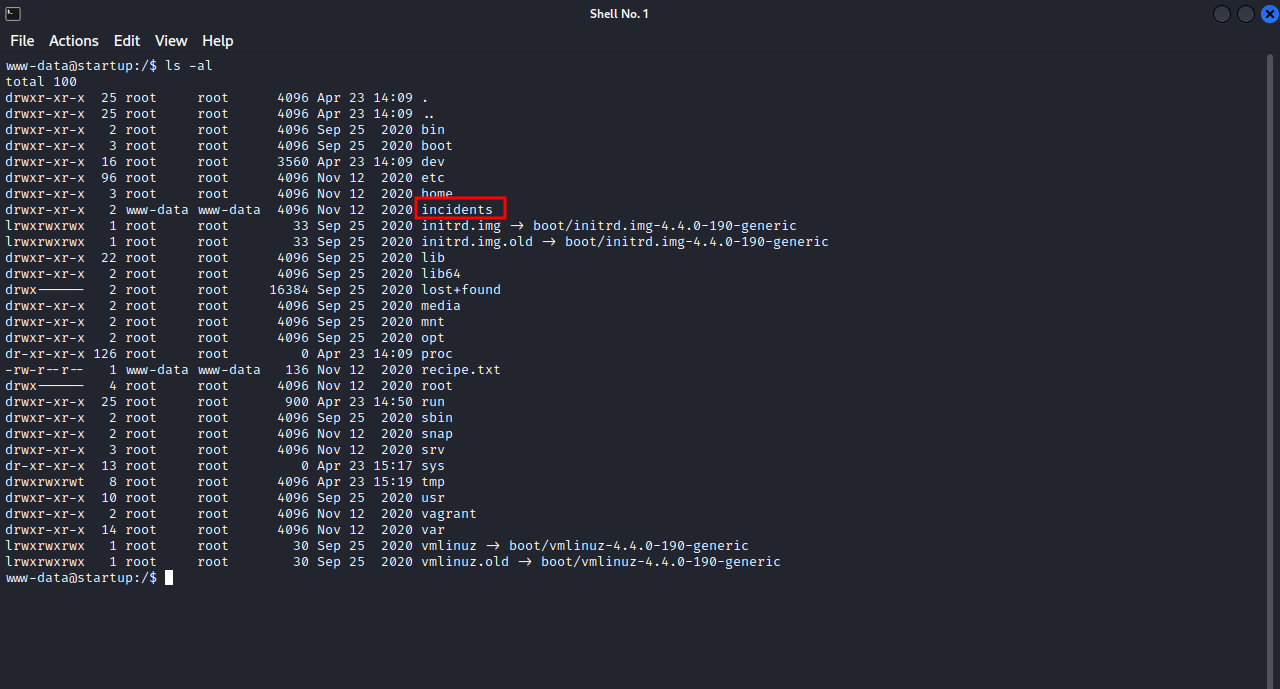 Shell No. 1
File Actions Edit View Help
www-data@startup:/$ ls -al
total 100
drwxr-xr-x  25 root     root      4096 Apr 23 14:09 .
drwxr-xr-x  25 root     root      4096 Apr 23 14:09 ..
drwxr-xr-x   2 root     root      4096 Sep 25  2020 bin
drwxr-xr-x   3 root     root      4096 Sep 25  2020 boot
drwxr-xr-x  16 root     root      3560 Apr 23 14:09 dev
drwxr-xr-x  96 root     root      4096 Nov 12  2020 etc
drwxr-xr-x   3 root     root      4096 Nov 12  2020 home
drwxr-xr-x   2 www-data www-data  4096 Nov 12  2020 incidents
lrwxrwxrwx   1 root     root        33 Sep 25  2020 initrd.img -> boot/initrd.img-4.4.0-190-generic
lrwxrwxrwx   1 root     root        33 Sep 25  2020 initrd.img.old -> boot/initrd.img-4.4.0-190-generic
drwxr-xr-x  22 root     root      4096 Sep 25  2020 lib
drwxr-xr-x   2 root     root      4096 Sep 25  2020 lib64
drwx------   2 root     root     16384 Sep 25  2020 lost+found
drwxr-xr-x   2 root     root      4096 Sep 25  2020 media
drwxr-xr-x   2 root     root      4096 Sep 25  2020 mnt
drwxr-xr-x   2 root     root      4096 Sep 25  2020 opt
dr-xr-xr-x 126 root     root         0 Apr 23 14:09 proc
-rw-r--r--   1 www-data www-data   136 Nov 12  2020 recipe.txt
drwx------   4 root     root      4096 Nov 12  2020 root
drwxr-xr-x  25 root     root       900 Apr 23 14:50 run
drwxr-xr-x   2 root     root      4096 Sep 25  2020 sbin
drwxr-xr-x   2 root     root      4096 Nov 12  2020 snap
drwxr-xr-x   3 root     root      4096 Nov 12  2020 srv
dr-xr-xr-x  13 root     root         0 Apr 23 15:17 sys
drwxrwxrwt   8 root     root      4096 Apr 23 15:19 tmp
drwxr-xr-x  10 root     root      4096 Sep 25  2020 usr
drwxr-xr-x   2 root     root      4096 Nov 12  2020 vagrant
drwxr-xr-x  14 root     root      4096 Nov 12  2020 var
lrwxrwxrwx   1 root     root        30 Sep 25  2020 vmlinuz -> boot/vmlinuz-4.4.0-190-generic
lrwxrwxrwx   1 root     root        30 Sep 25  2020 vmlinuz.old -> boot/vmlinuz-4.4.0-190-generic
www-data@startup:/$